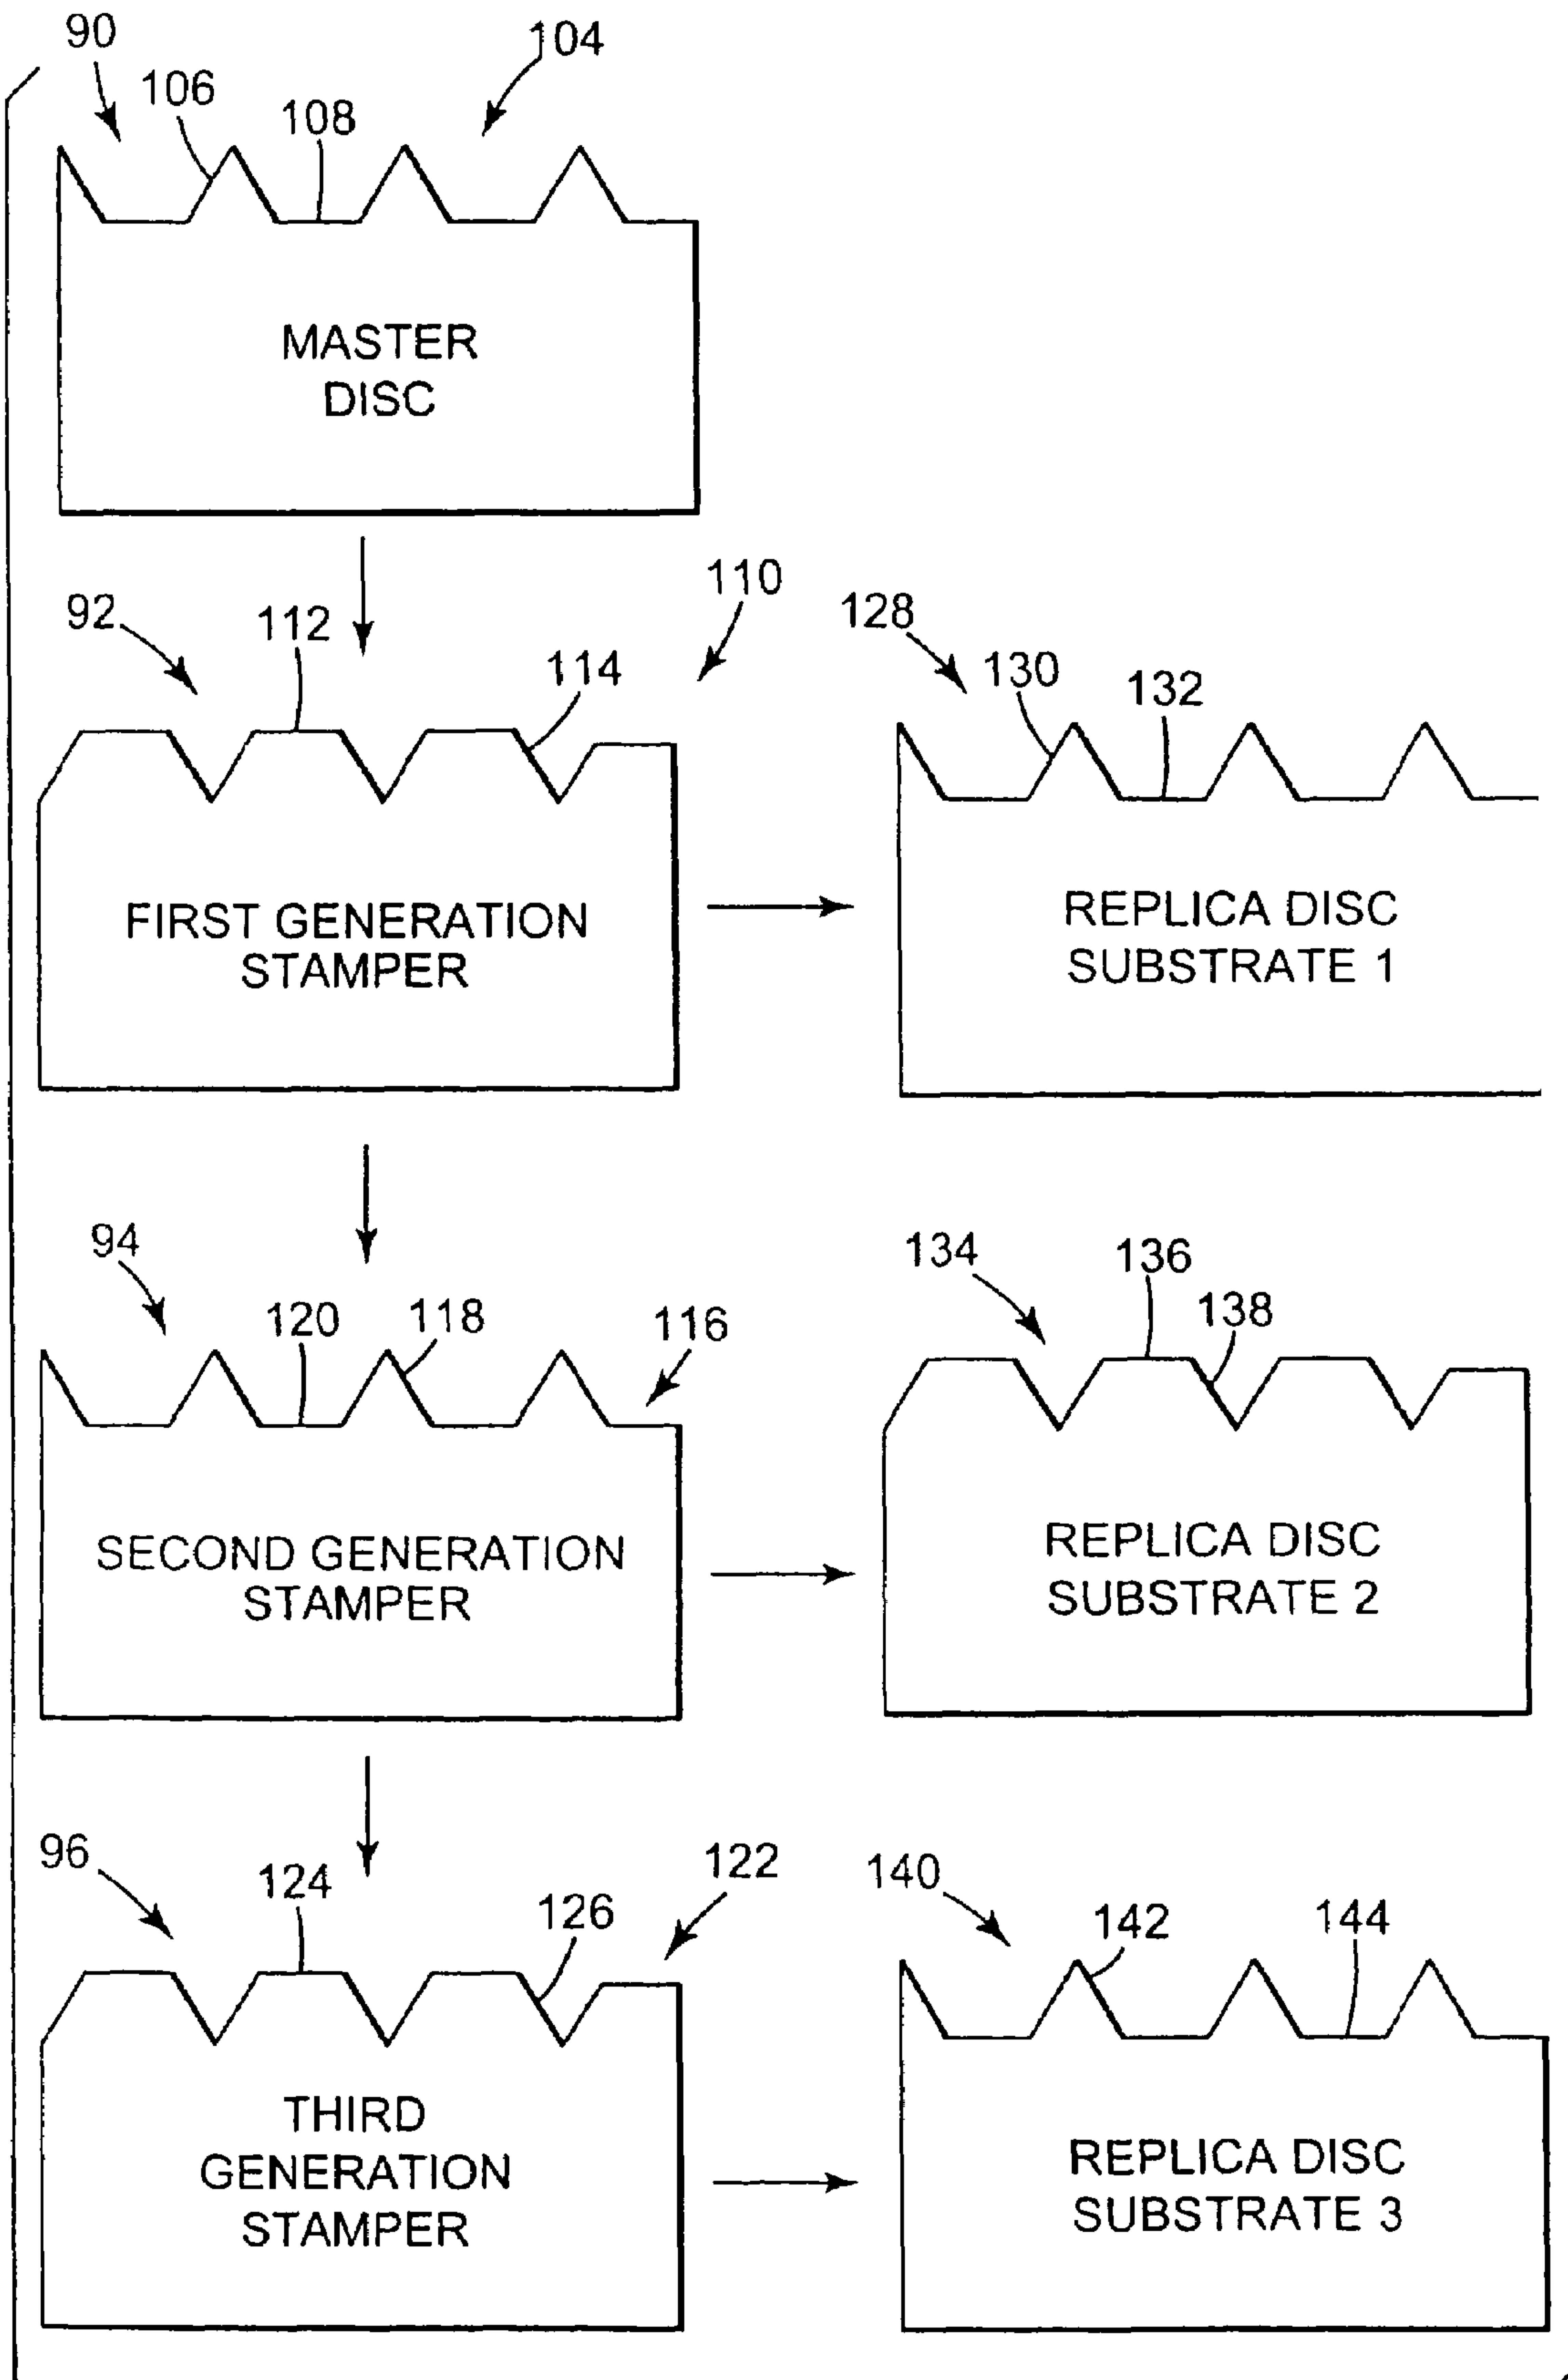 90
104
106
108
MASTER
DISC
92
112
114
110
128
130
132
FIRST GENERATION
STAMPER
REPLICA DISC
SUBSTRATE 1
94
120
118
116
134
136
138
SECOND GENERATION
STAMPER
REPLICA DISC
SUBSTRATE 2
96
124
126
122
140
142
144
THIRD
GENERATION
STAMPER
REPLICA DISC
SUBSTRATE 3